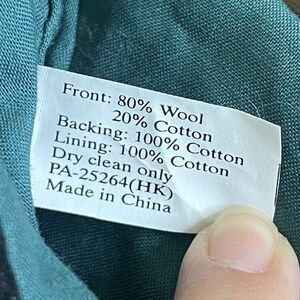 Front: 80% Wool
20% Cotton
Backing: 100% Cotton
Lining: 100% Cotton
Dry clean only
PA-25264(HK)
Made in China